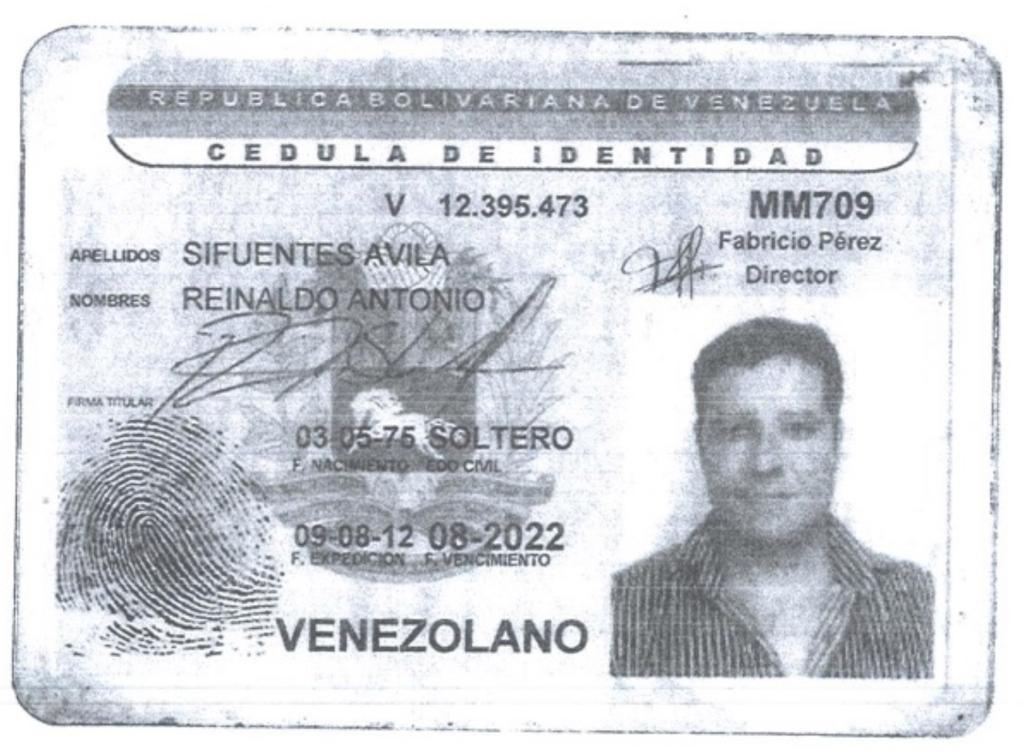 REPUBLICA BOLIVARIANA DE VENEZUELA
CEDULA DE IDENTIDAD
V 12.395.473
MM709
APELLIDOS SIFUENTES AVILA
Fabricio Pérez
Director
NOMBRES REINALDO ANTONIO
FIRMA TITULAR
03-05-75 SOLTERO
F. NACIMIENTO EDO CIVIL
09-08-12 08-2022
F. EXPEDICION F. VENCIMIENTO
VENEZOLANO